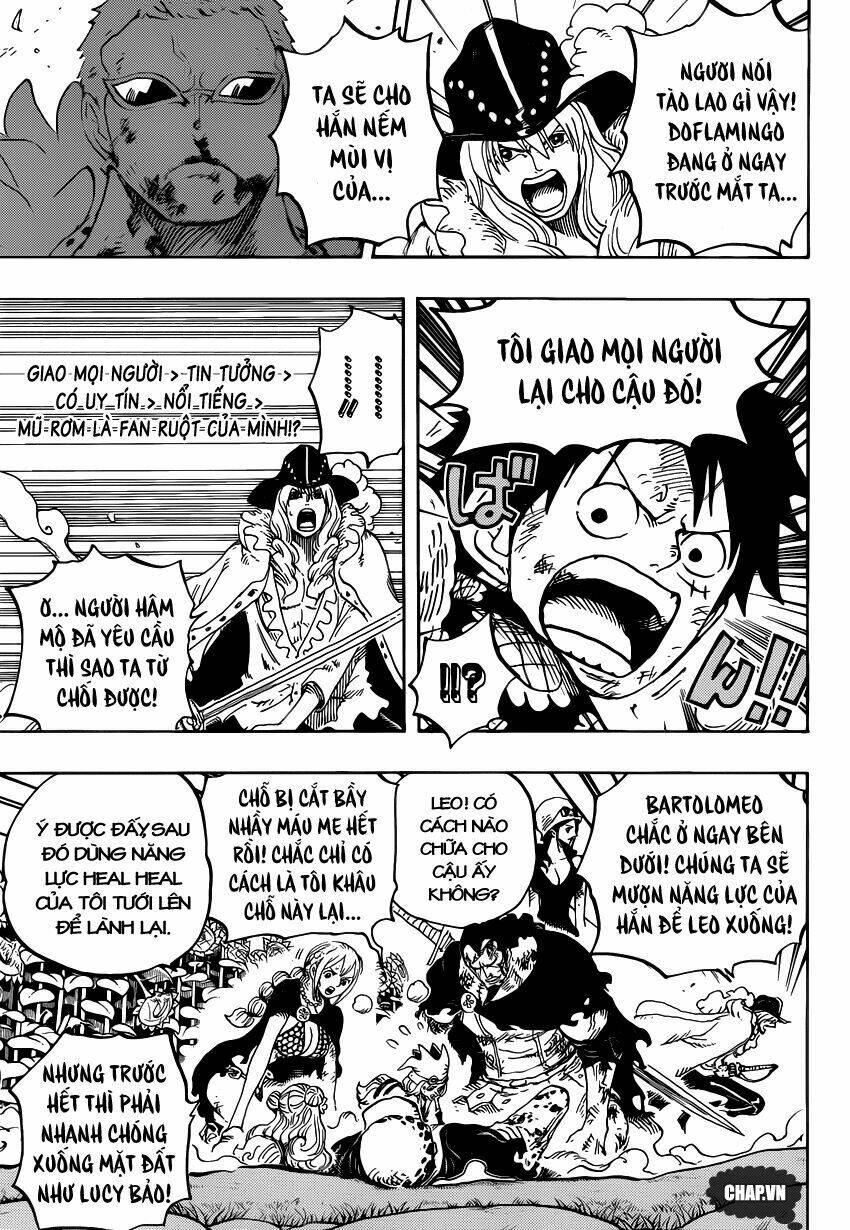 NGƯỜI NÓI
TÀO LAO GÌ VẬY!
DOFLAMINGO
ĐANG Ở NGAY
TRƯỚC MẮT TA...
TA SẼ CHO
HẮN NẾM
MÙI VỊ
CỦA...
TÔI GIAO MỌI NGƯỜI
LẠI CHO CẬU ĐÓ!
ば
ん!!
!!?
GIAO MỌI NGƯỜI > TIN TƯỞNG >
CÓ UY TÍN > NỔI TIẾNG >
MŨ RƠM LÀ FAN RUỘT CỦA MÌNH!?
Ơ... NGƯỜI HÂM
MỘ ĐÃ YÊU CẦU
THÌ SAO TA TỪ
CHỐI ĐƯỢC!
BARTOLOMEO
CHẮC Ở NGAY BÊN
DƯỚI! CHÚNG TA SẼ
MƯỢN NĂNG LỰC CỦA
HẮN ĐỂ LEO XUỐNG!
LEO! CÓ
CÁCH NÀO
CHỮA CHO
CẬU ẤY
KHÔNG?
CHỖ BỊ CẮT BẦY
NHẦY MÁU ME HẾT
RỒI! CHẮC CHỈ CÓ
CÁCH LÀ TÔI KHÂU
CHỖ NÀY LẠI...
Ý ĐƯỢC ĐẤY, SAU
ĐÓ DÙNG NĂNG
LỰC HEAL HEAL
CỦA TÔI TƯỚI LÊN
ĐỂ LÀNH LẠI.
NHƯNG TRƯỚC
HẾT THÌ PHẢI
NHANH CHÓNG
XUỐNG MẶT ĐẤT
NHƯ LUCY BẢO!
CHAP.VN